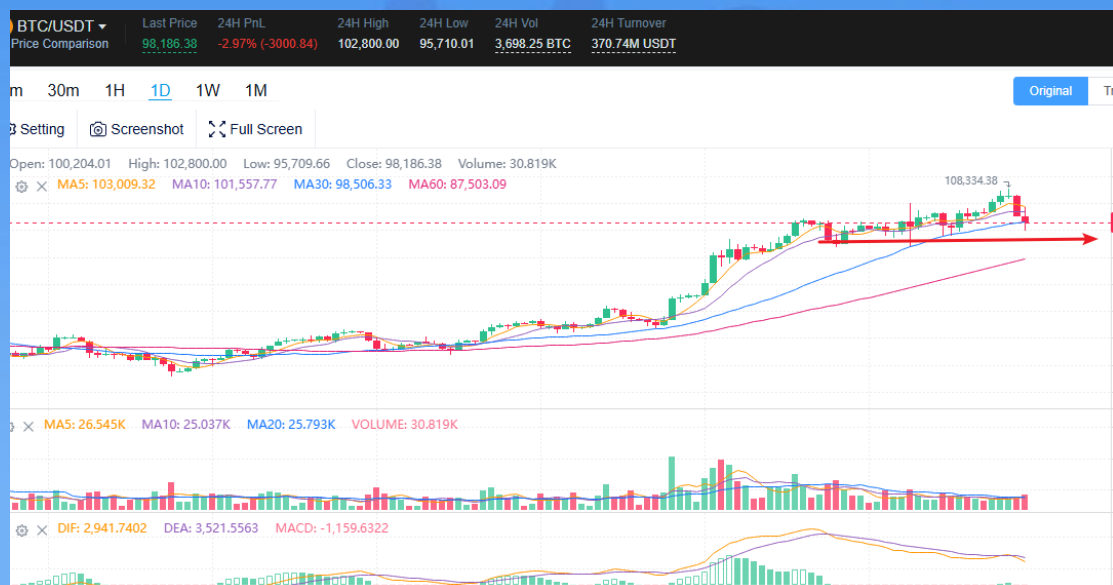 BTC/USDT Last Price 24H PnL 24H High 24H Low 24H Vol 24H Turnover
Price Comparison 98,186.38 -2.97% (-3000.84) 102,800.00 95,710.01 3,698.25 BTC 370.74M USDT
m 30m 1H 1D 1W 1M Original Tr
Setting Screenshot Full Screen
Open: 100,204.01 High: 102,800.00 Low: 95,709.66 Close: 98,186.38 Volume: 30.819K
MA5: 103,009.32 MA10: 101,557.77 MA30: 98,506.33 MA60: 87,503.09
108,334.38
MA5: 26.545K MA10: 25.037K MA20: 25.793K VOLUME: 30.819K
DIF: 2,941.7402 DEA: 3,521.5563 MACD: -1,159.6322